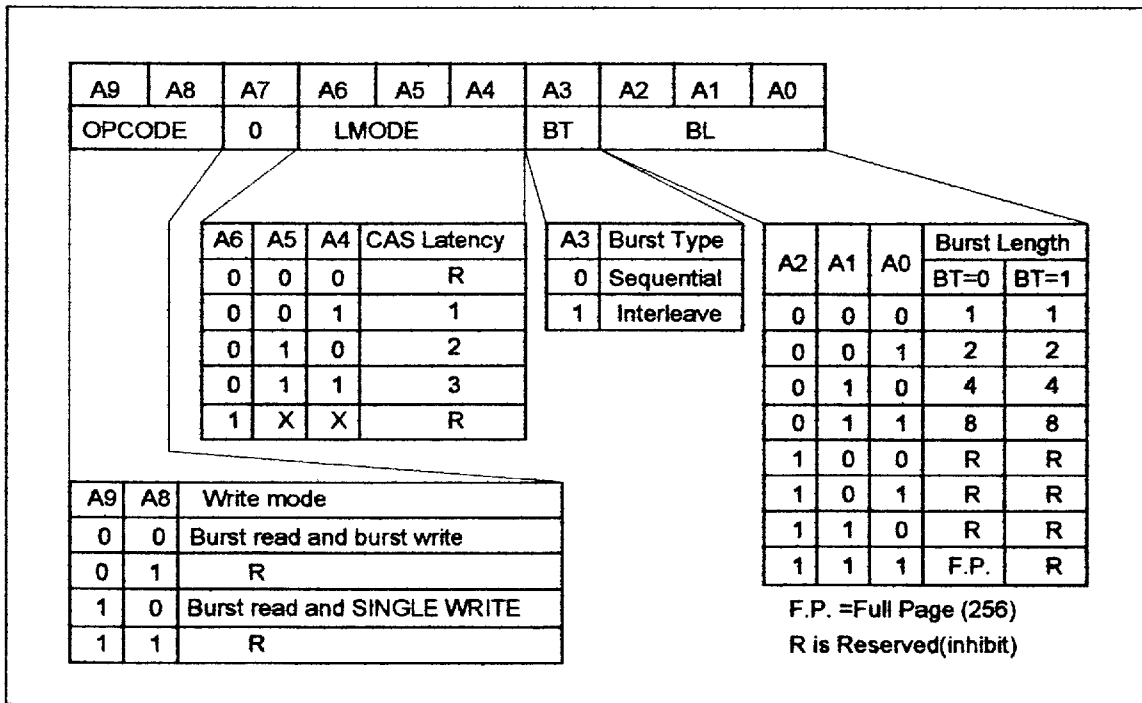 A9 A8 A7 A6 A5 A4 A3 A2 A1 A0
OPCODE 0 LMODE BT BL
A6 A5 A4 CAS Latency
0 0 0 R
0 0 1 1
0 1 0 2
0 1 1 3
1 X X R
A3 Burst Type
0 Sequential
1 Interleave
A2 A1 A0 Burst Length
BT=0 BT=1
0 0 0 1 1
0 0 1 2 2
0 1 0 4 4
0 1 1 8 8
1 0 0 R R
1 0 1 R R
1 1 0 R R
1 1 1 F.P. R
F.P. =Full Page (256)
R is Reserved(inhibit)
A9 A8 Write mode
0 0 Burst read and burst write
0 1 R
1 0 Burst read and SINGLE WRITE
1 1 R